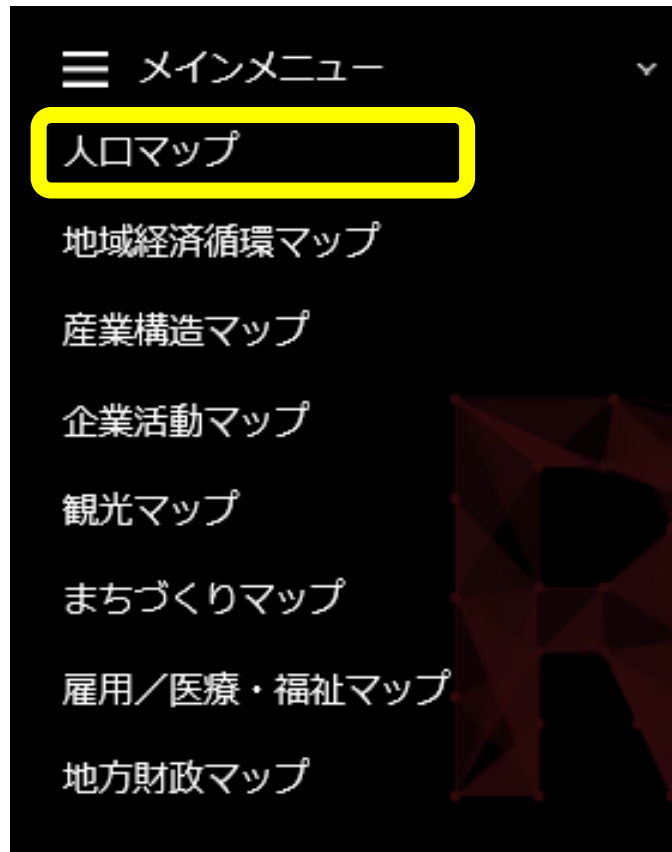 メインメニュー
人口マップ
地域経済循環マップ
産業構造マップ
企業活動マップ
観光マップ
まちづくりマップ
雇用／医療・福祉マップ
地方財政マップ
R